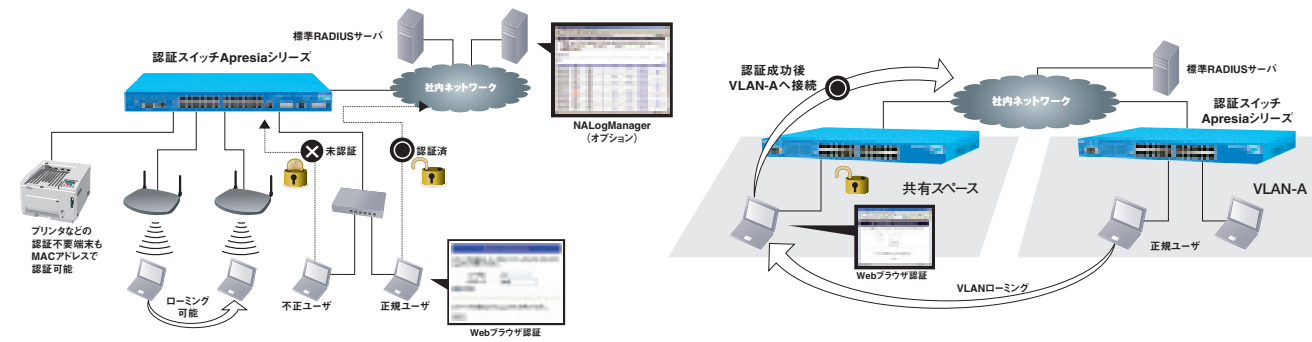 標準RADIUSサーバ
認証スイッチApresiaシリーズ
社内ネットワーク
NALogManager
(オプション)
未認証
認証済
プリンタなどの
認証不要端末も
MACアドレスで
認証可能
ローミング
可能
不正ユーザ
正規ユーザ
Webブラウザ認証
認証成功後
VLAN-Aへ接続
社内ネットワーク
標準RADIUSサーバ
認証スイッチ
Apresiaシリーズ
共有スペース
VLAN-A
正規ユーザ
Webブラウザ認証
VLANローミング